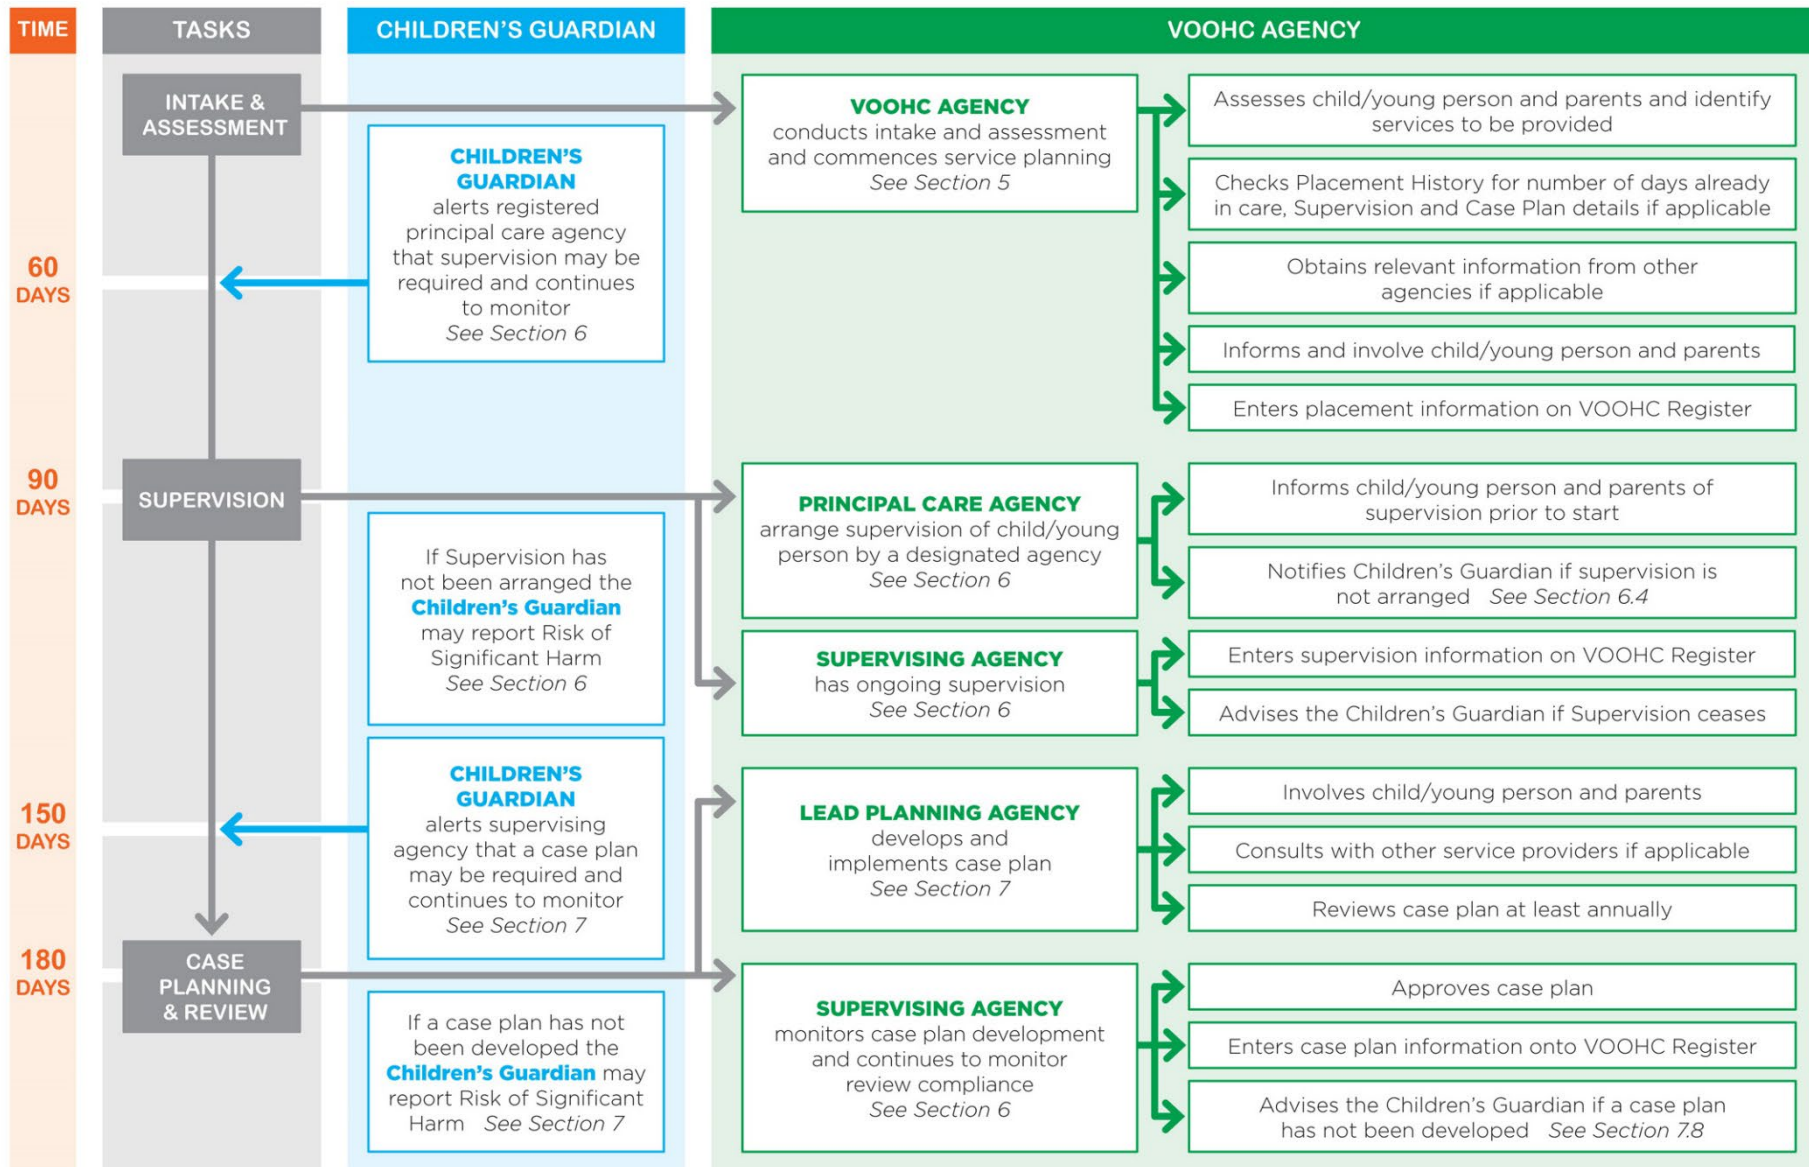 TIME
TASKS
CHILDREN'S GUARDIAN
VOOHC AGENCY
INTAKE &
ASSESSMENT
CHILDREN'S
GUARDIAN
alerts registered
principal care agency
that supervision may be
required and continues
to monitor
See Section 6
VOOHC AGENCY
conducts intake and assessment
and commences service planning
See Section 5
Assesses child/young person and parents and identify
services to be provided
Checks Placement History for number of days already
in care, Supervision and Case Plan details if applicable
Obtains relevant information from other
agencies if applicable
Informs and involve child/young person and parents
Enters placement information on VOOHC Register
60
DAYS
90
DAYS
SUPERVISION
If Supervision has
not been arranged the
Children's Guardian
may report Risk of
Significant Harm
See Section 6
PRINCIPAL CARE AGENCY
arrange supervision of child/young
person by a designated agency
See Section 6
Informs child/young person and parents of
supervision prior to start
Notifies Children's Guardian if supervision is
not arranged See Section 6.4
SUPERVISING AGENCY
has ongoing supervision
See Section 6
Enters supervision information on VOOHC Register
Advises the Children's Guardian if Supervision ceases
150
DAYS
CHILDREN'S
GUARDIAN
alerts supervising
agency that a case plan
may be required and
continues to monitor
See Section 7
LEAD PLANNING AGENCY
develops and
implements case plan
See Section 7
Involves child/young person and parents
Consults with other service providers if applicable
Reviews case plan at least annually
180
DAYS
CASE
PLANNING
& REVIEW
If a case plan has not
been developed the
Children's Guardian may
report Risk of Significant
Harm See Section 7
SUPERVISING AGENCY
monitors case plan development
and continues to monitor
review compliance
See Section 6
Approves case plan
Enters case plan information onto VOOHC Register
Advises the Children's Guardian if a case plan
has not been developed See Section 7.8